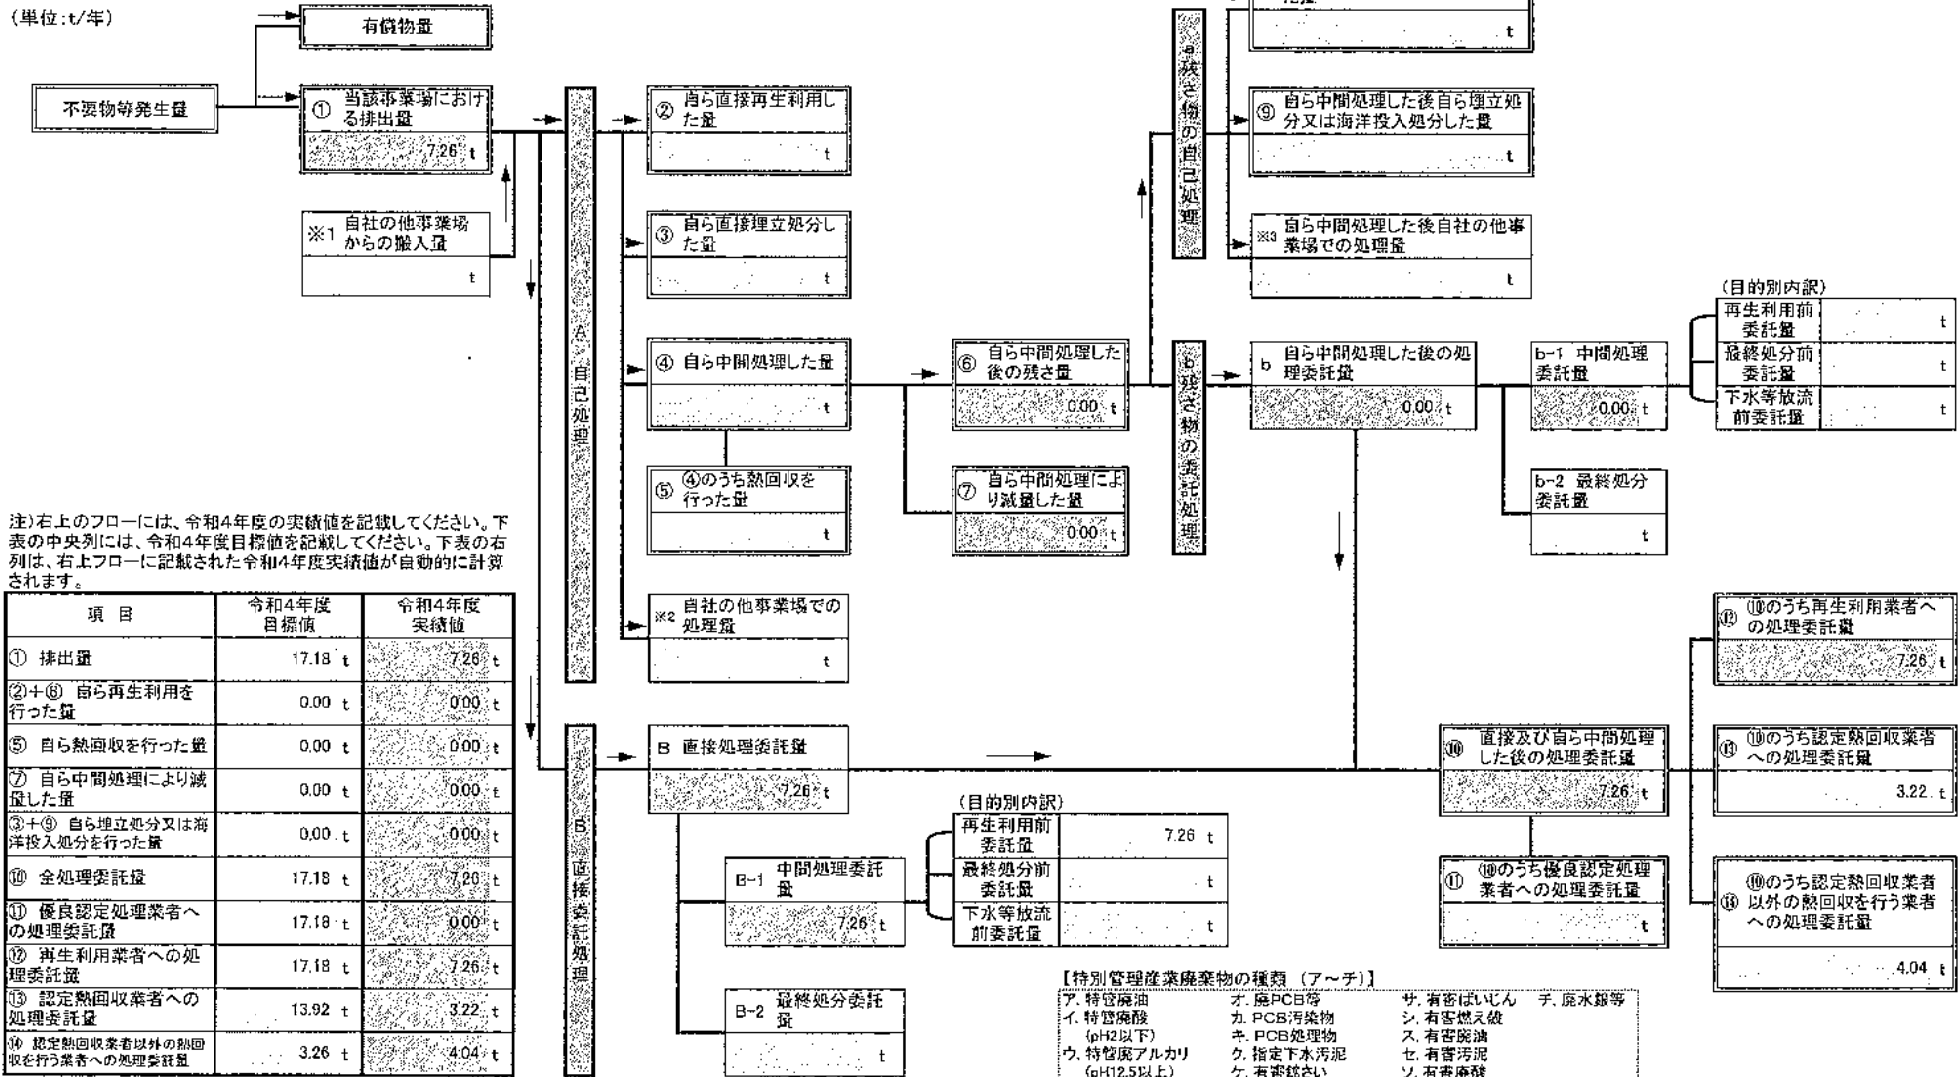 (単位:t/年)
有償物量
不要物等発生量
① 当該事業場におけ
る排出量
7.26 t
※1 自社の他事業場
からの搬入量
t
A 自己処理
② 自ら直接再生利用し
た量
t
③ 自ら直接埋立処分し
た量
t
④ 自ら中間処理した量
t
⑤ ④のうち熱回収を
行った量
t
※2 自社の他事業場での
処理量
t
⑥ 自ら中間処理した
後の残さ量
0.00 t
⑦ 自ら中間処理によ
り減量した量
0.00 t
a 残さ物の自己処理
t
⑨ 自ら中間処理した後自ら埋立処
分又は海洋投入処分した量
t
※3 自ら中間処理した後自社の他事
業場での処理量
t
b 残さ物の委託処理
b 自ら中間処理した後の処
理委託量
0.00 t
b-1 中間処理
委託量
0.00 t
(目的別内訳)
再生利用前
委託量 t
最終処分前
委託量 t
下水等放流
前委託量 t
b-2 最終処分
委託量
t
注)右上のフローには、令和4年度の実績値を記載してください。下
表の中央列には、令和4年度目標値を記載してください。下表の右
列は、右上フローに記載された令和4年度実績値が自動的に計算
されます。
項 目 令和4年度 目標値 令和4年度 実績値
① 排出量 17.18 t 7.26 t
②+⑧ 自ら再生利用を
行った量 0.00 t 0.00 t
⑤ 自ら熱回収を行った量 0.00 t 0.00 t
⑦ 自ら中間処理により減
量した量 0.00 t 0.00 t
③+⑨ 自ら埋立処分又は海
洋投入処分を行った量 0.00 t 0.00 t
⑩ 全処理委託量 17.18 t 7.26 t
⑪ 優良認定処理業者へ
の処理委託量 17.18 t 0.00 t
⑫ 再生利用業者への処
理委託量 17.18 t 7.26 t
⑬ 認定熱回収業者への
処理委託量 13.92 t 3.22 t
⑭ 認定熱回収業者以外の熱回
収を行う業者への処理委託量 3.26 t 4.04 t
B 直接委託処理
B 直接処理委託量
7.26 t
B-1 中間処理委託
量
7.26 t
(目的別内訳)
再生利用前
委託量 7.26 t
最終処分前
委託量 t
下水等放流
前委託量 t
B-2 最終処分委託
量
t
⑩ 直接及び自ら中間処理
した後の処理委託量
7.26 t
⑪ ⑩のうち優良認定処理
業者への処理委託量
t
⑫ ⑩のうち再生利用業者へ
の処理委託量
7.26 t
⑬ ⑩のうち認定熱回収業者
への処理委託量
3.22 t
⑭ ⑩のうち認定熱回収業者
以外の熱回収を行う業者
への処理委託量
4.04 t
【特別管理産業廃棄物の種類 (ア~チ)】
ア. 特管廃油 オ. 廃PCB等 サ. 有害ばいじん チ. 廃水銀等
イ. 特管廃酸 カ. PCB汚染物 シ. 有害燃え殻
(pH2以下) キ. PCB処理物 ス. 有害廃油
ウ. 特管廃アルカリ ク. 指定下水汚泥 セ. 有害汚泥
(pH12.5以上) ケ. 有害鉱さい ソ. 有害廃酸